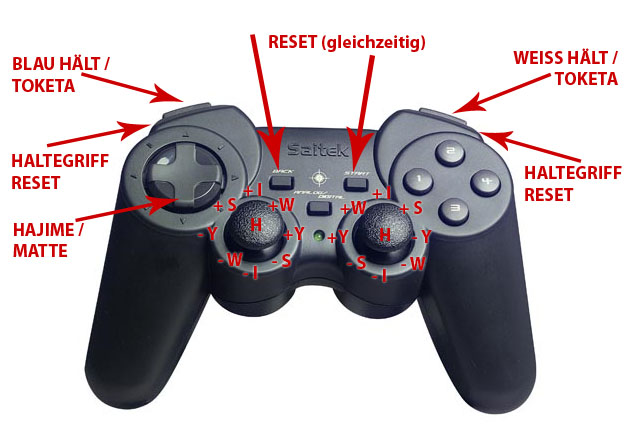 RESET (gleichzeitig)
BLAU HÄLT /
TOKETA
WEISS HÄLT /
TOKETA
HALTEGRIFF
RESET
HALTEGRIFF
RESET
HAJIME /
MATTE
Saitek
BACK
START
ANALOG/
DIGITAL
2
1
4
3
+ I
+ S
+W
- Y
H
+Y
- W
- S
- I
+ I
+W
+ S
+Y
H
- Y
- S
- W
- I